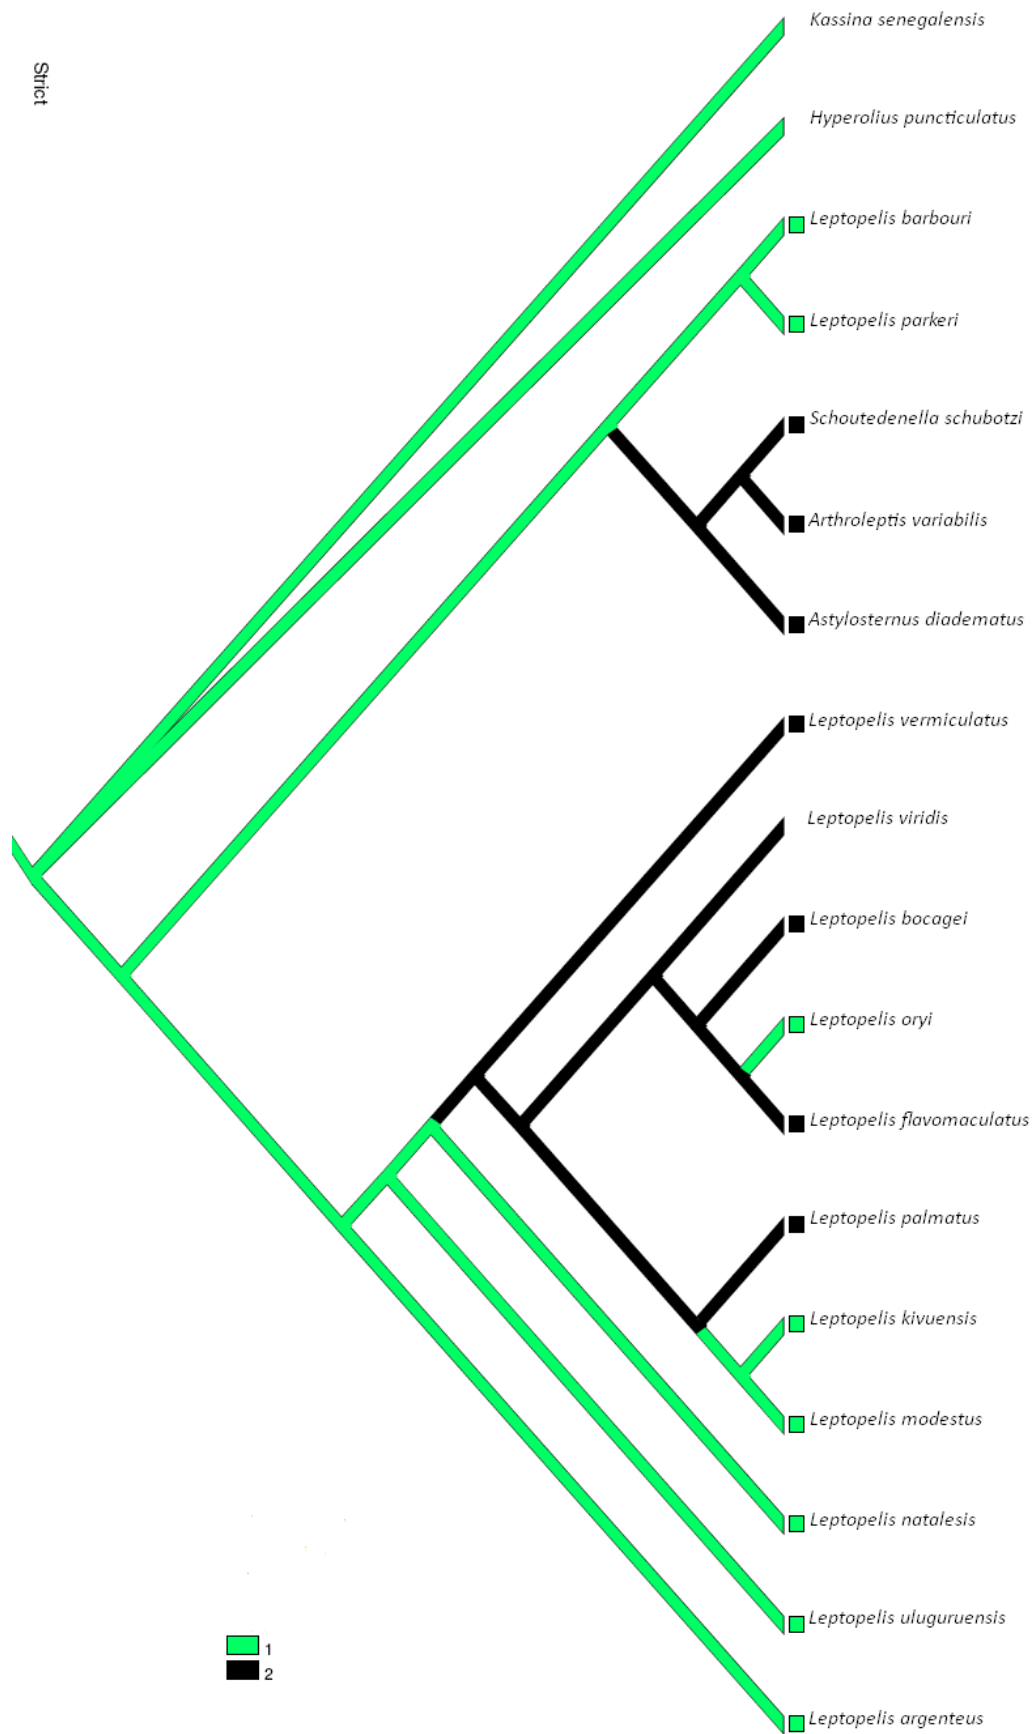 Strict
Kassina senegalensis
Hyperolius puncticulatus
Leptopelis barbouri
Leptopelis parkeri
Schoutedenella schubotzi
Arthroleptis variabilis
Astylosternus diadematus
Leptopelis vermiculatus
Leptopelis viridis
Leptopelis bocagei
Leptopelis oryi
Leptopelis flavomaculatus
Leptopelis palmatus
Leptopelis kivuensis
Leptopelis modestus
Leptopelis natalesis
Leptopelis uluguruensis
Leptopelis argenteus
1
2